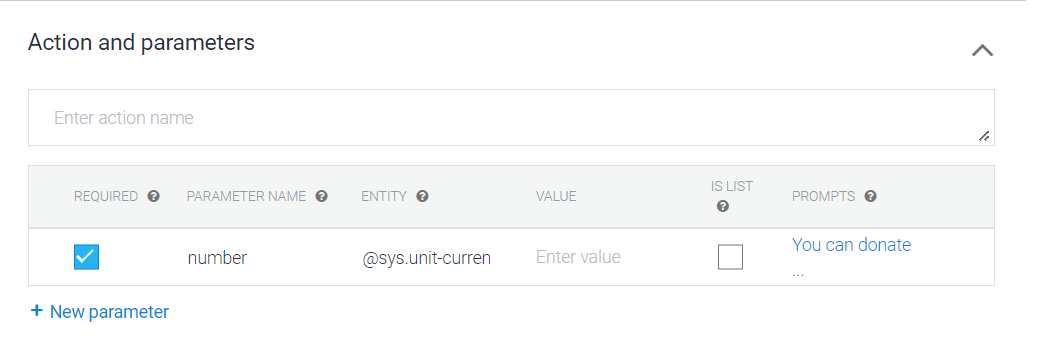 Action and parameters
Enter action name
REQUIRED ? PARAMETER NAME ? ENTITY ? VALUE IS LIST ? PROMPTS ?
number @sys.unit-curren Enter value You can donate
...
+ New parameter